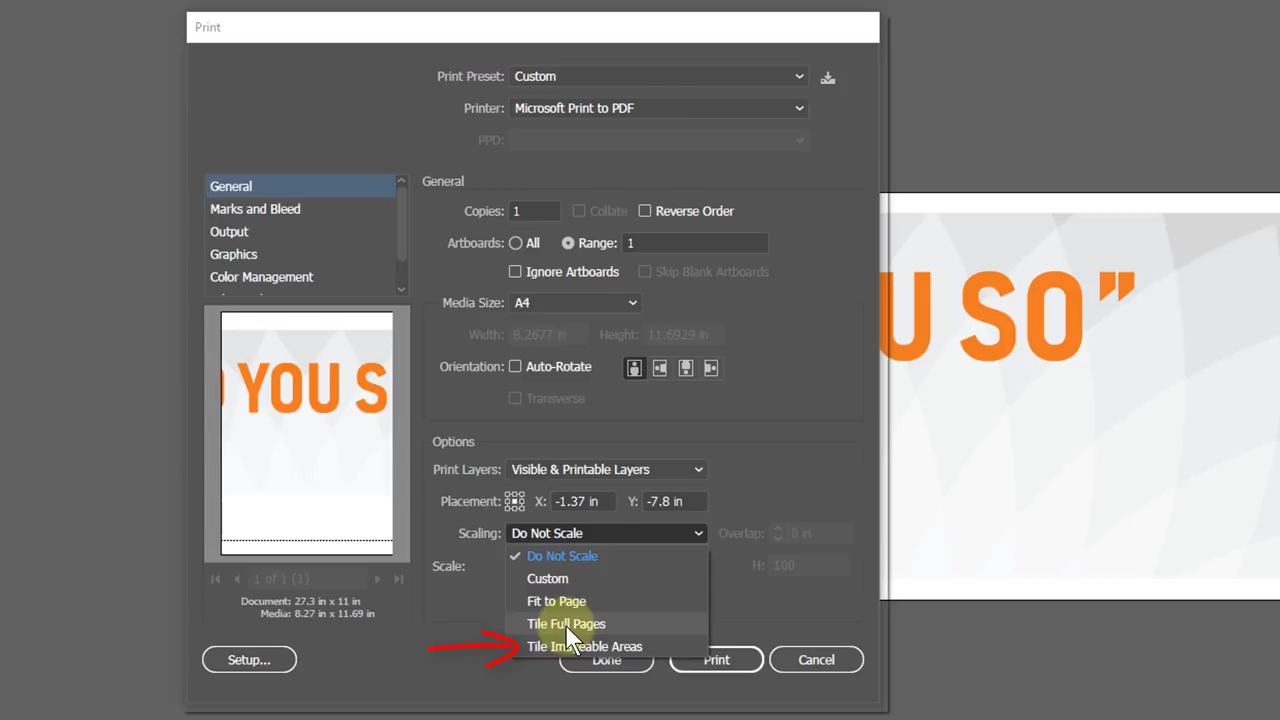 Print
Print Preset: Custom
Printer: Microsoft Print to PDF
PPD:
General
Marks and Bleed
Output
Graphics
Color Management
General
Copies: 1 Collate Reverse Order
Artboards: All Range: 1
Ignore Artboards Skip Blank Artboards
Media Size: A4
Width: 8.2677 in Height: 11.6929 in
Orientation: Auto-Rotate
Transverse
YOU S
U SO”
Options
Print Layers: Visible & Printable Layers
Placement: X: -1.37 in Y: -7.8 in
Scaling: Do Not Scale Overlap: 0 in
Do Not Scale
Scale: H: 100
Custom
Fit to Page
Tile Full Pages
Tile Imageable Areas
1 of 1 (1)
Document: 27.3 in x 11 in
Media: 8.27 in x 11.69 in
Setup... Done Print Cancel